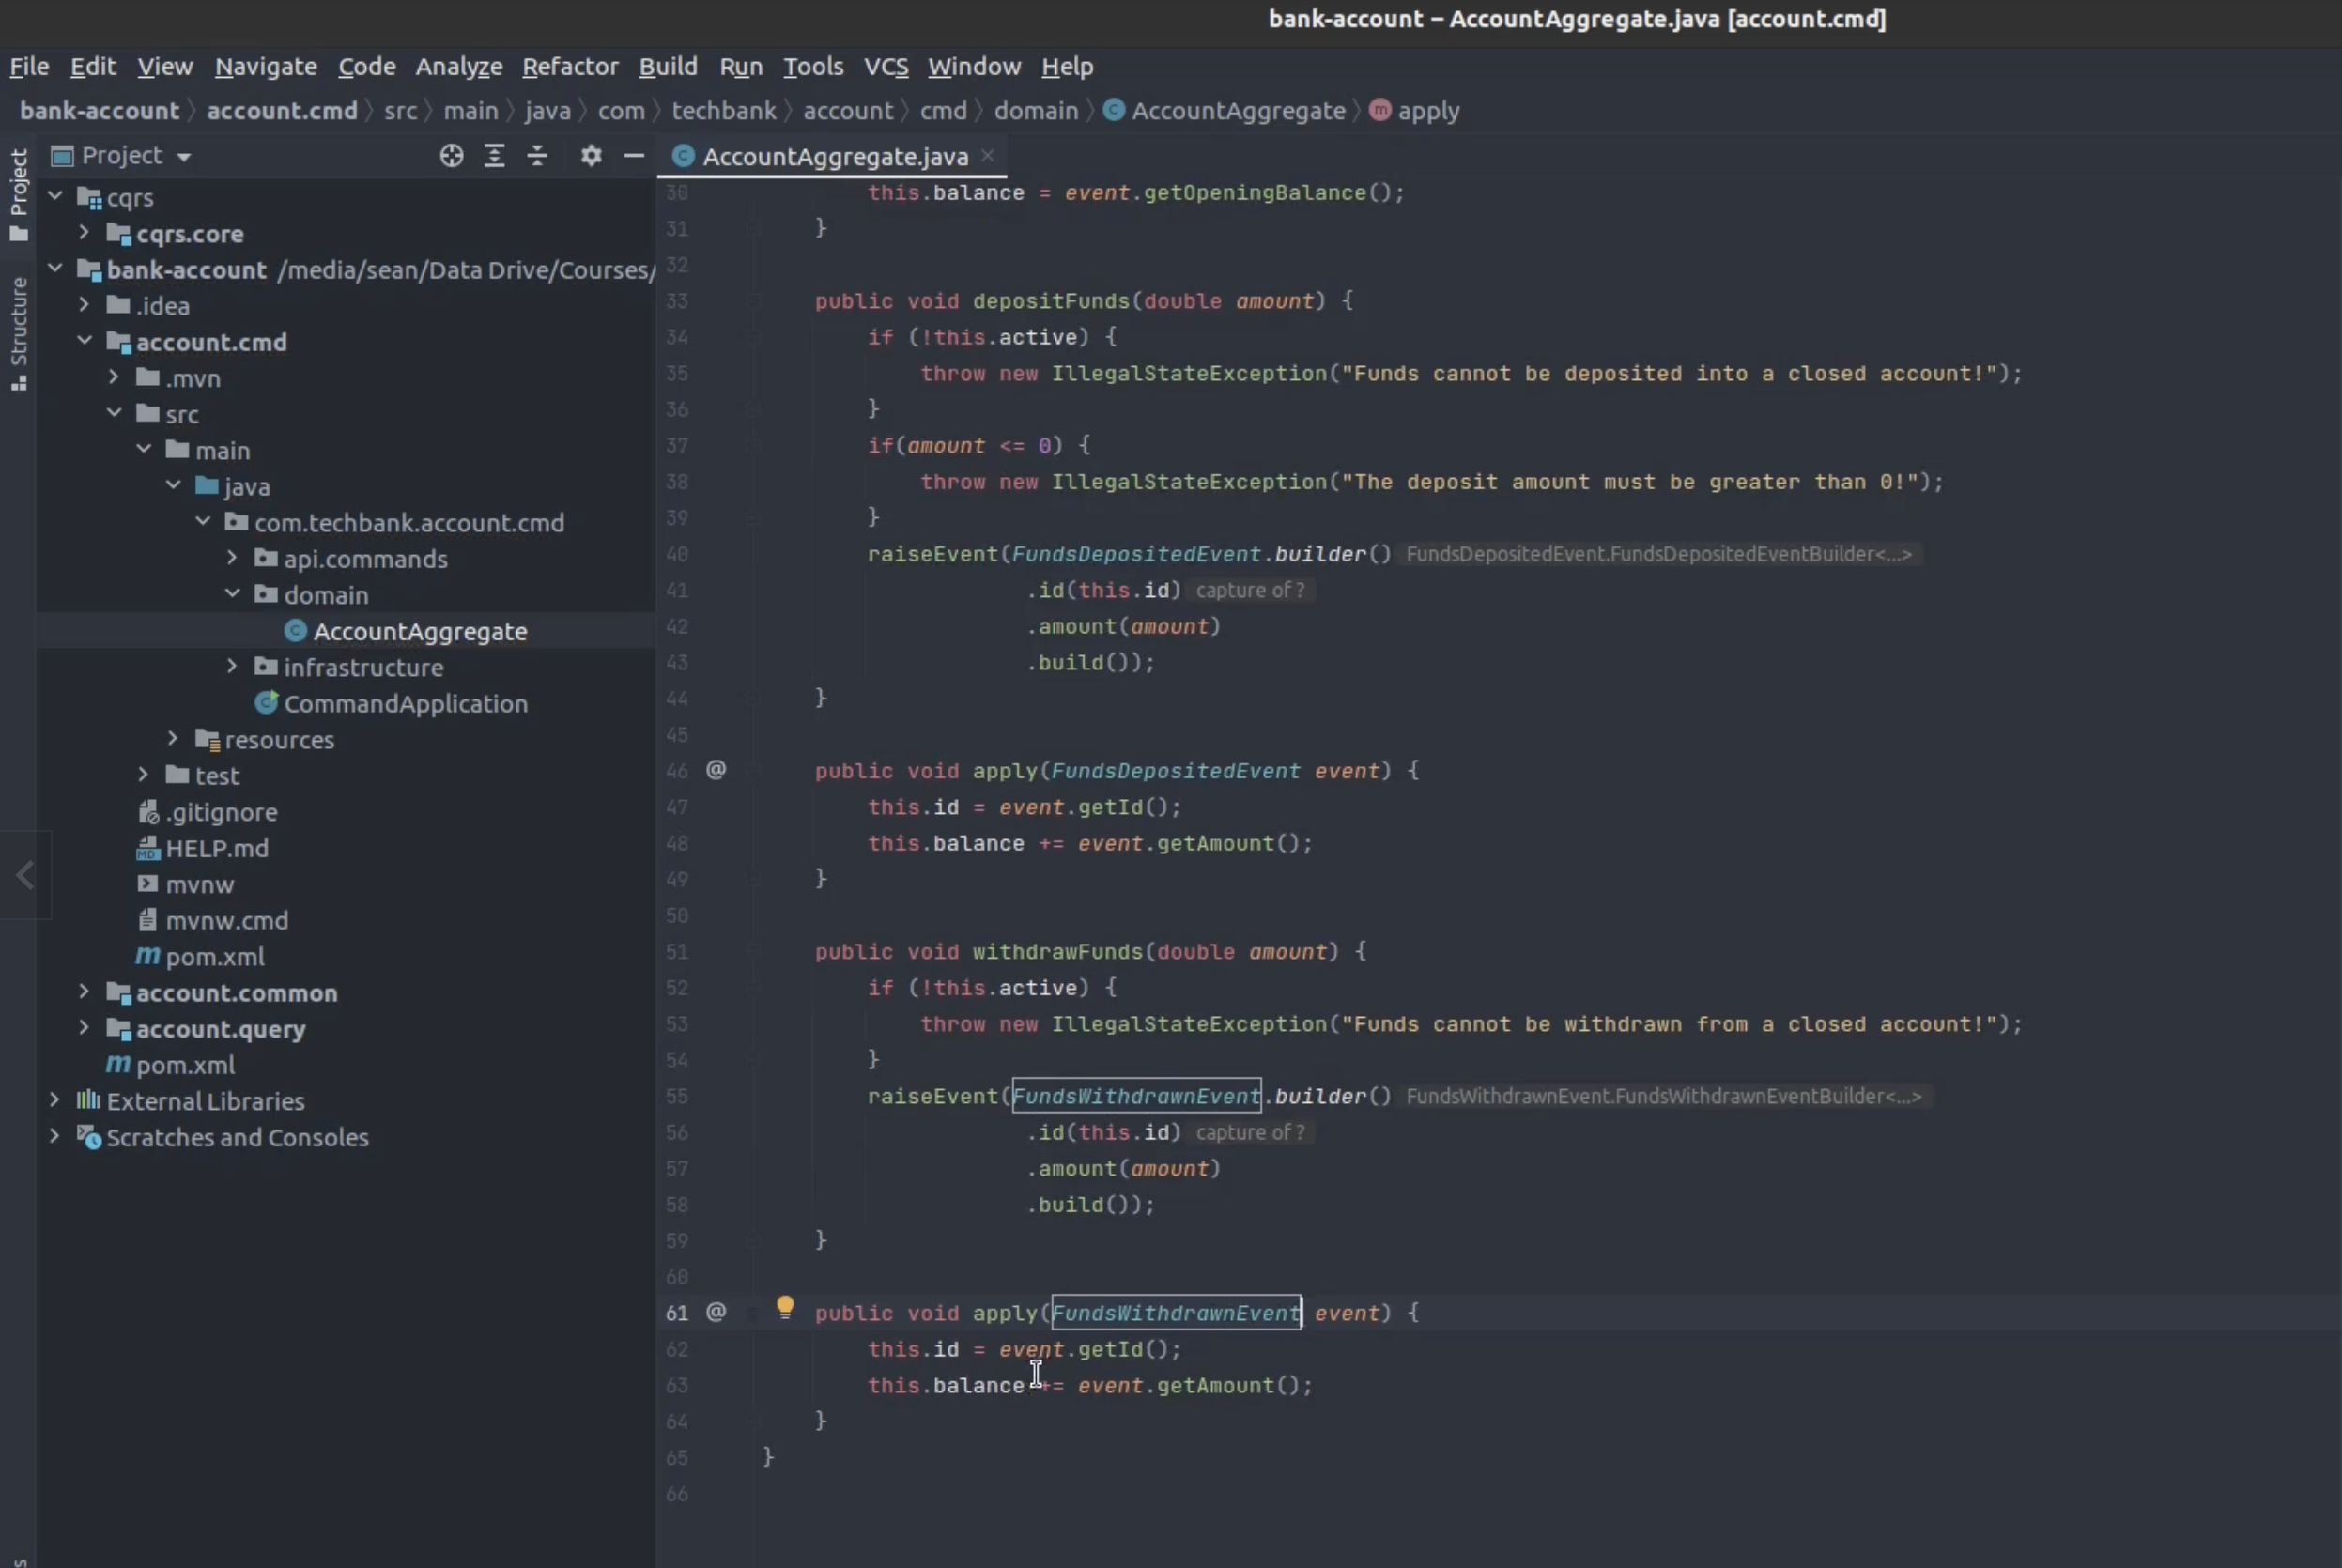 bank-account – AccountAggregate.java [account.cmd]
File Edit View Navigate Code Analyze Refactor Build Run Tools VCS Window Help
bank-account account.cmd src main java com techbank account cmd domain AccountAggregate apply
Project
Structure
Project
cqrs
cqrs.core
bank-account /media/sean/Data Drive/Courses/
.idea
account.cmd
.mvn
src
main
java
com.techbank.account.cmd
api.commands
domain
AccountAggregate
infrastructure
CommandApplication
resources
test
.gitignore
HELP.md
mvnw
mvnw.cmd
pom.xml
account.common
account.query
pom.xml
External Libraries
Scratches and Consoles
AccountAggregate.java
30 this.balance = event.getOpeningBalance();
31 }
32
33 public void depositFunds(double amount) {
34 if (!this.active) {
35 throw new IllegalStateException("Funds cannot be deposited into a closed account!");
36 }
37 if(amount <= 0) {
38 throw new IllegalStateException("The deposit amount must be greater than 0!");
39 }
40 raiseEvent(FundsDepositedEvent.builder() FundsDepositedEvent.FundsDepositedEventBuilder<...>
41 .id(this.id) capture of ?
42 .amount(amount)
43 .build());
44 }
45
46 @ public void apply(FundsDepositedEvent event) {
47 this.id = event.getId();
48 this.balance += event.getAmount();
49 }
50
51 public void withdrawFunds(double amount) {
52 if (!this.active) {
53 throw new IllegalStateException("Funds cannot be withdrawn from a closed account!");
54 }
55 raiseEvent(FundsWithdrawnEvent.builder() FundsWithdrawnEvent.FundsWithdrawnEventBuilder<...>
56 .id(this.id) capture of ?
57 .amount(amount)
58 .build());
59 }
60
61 @ public void apply(FundsWithdrawnEvent event) {
62 this.id = event.getId();
63 this.balance += event.getAmount();
64 }
65 }
66